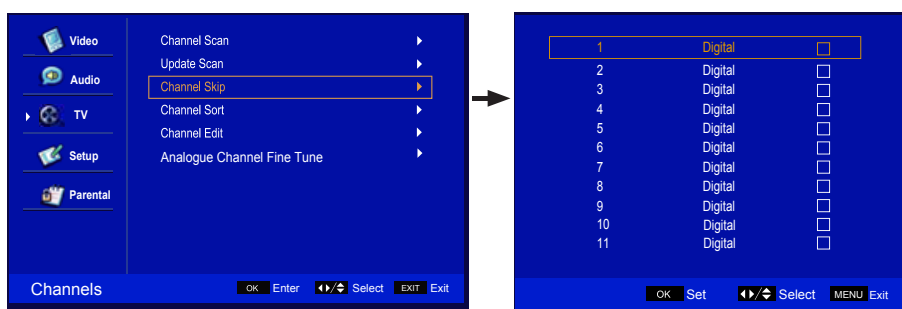 Video
Audio
TV
Setup
Parental
Channel Scan
Update Scan
Channel Skip
Channel Sort
Channel Edit
Analogue Channel Fine Tune
Channels
OK Enter Select EXIT Exit
1 Digital
2 Digital
3 Digital
4 Digital
5 Digital
6 Digital
7 Digital
8 Digital
9 Digital
10 Digital
11 Digital
OK Set Select MENU Exit